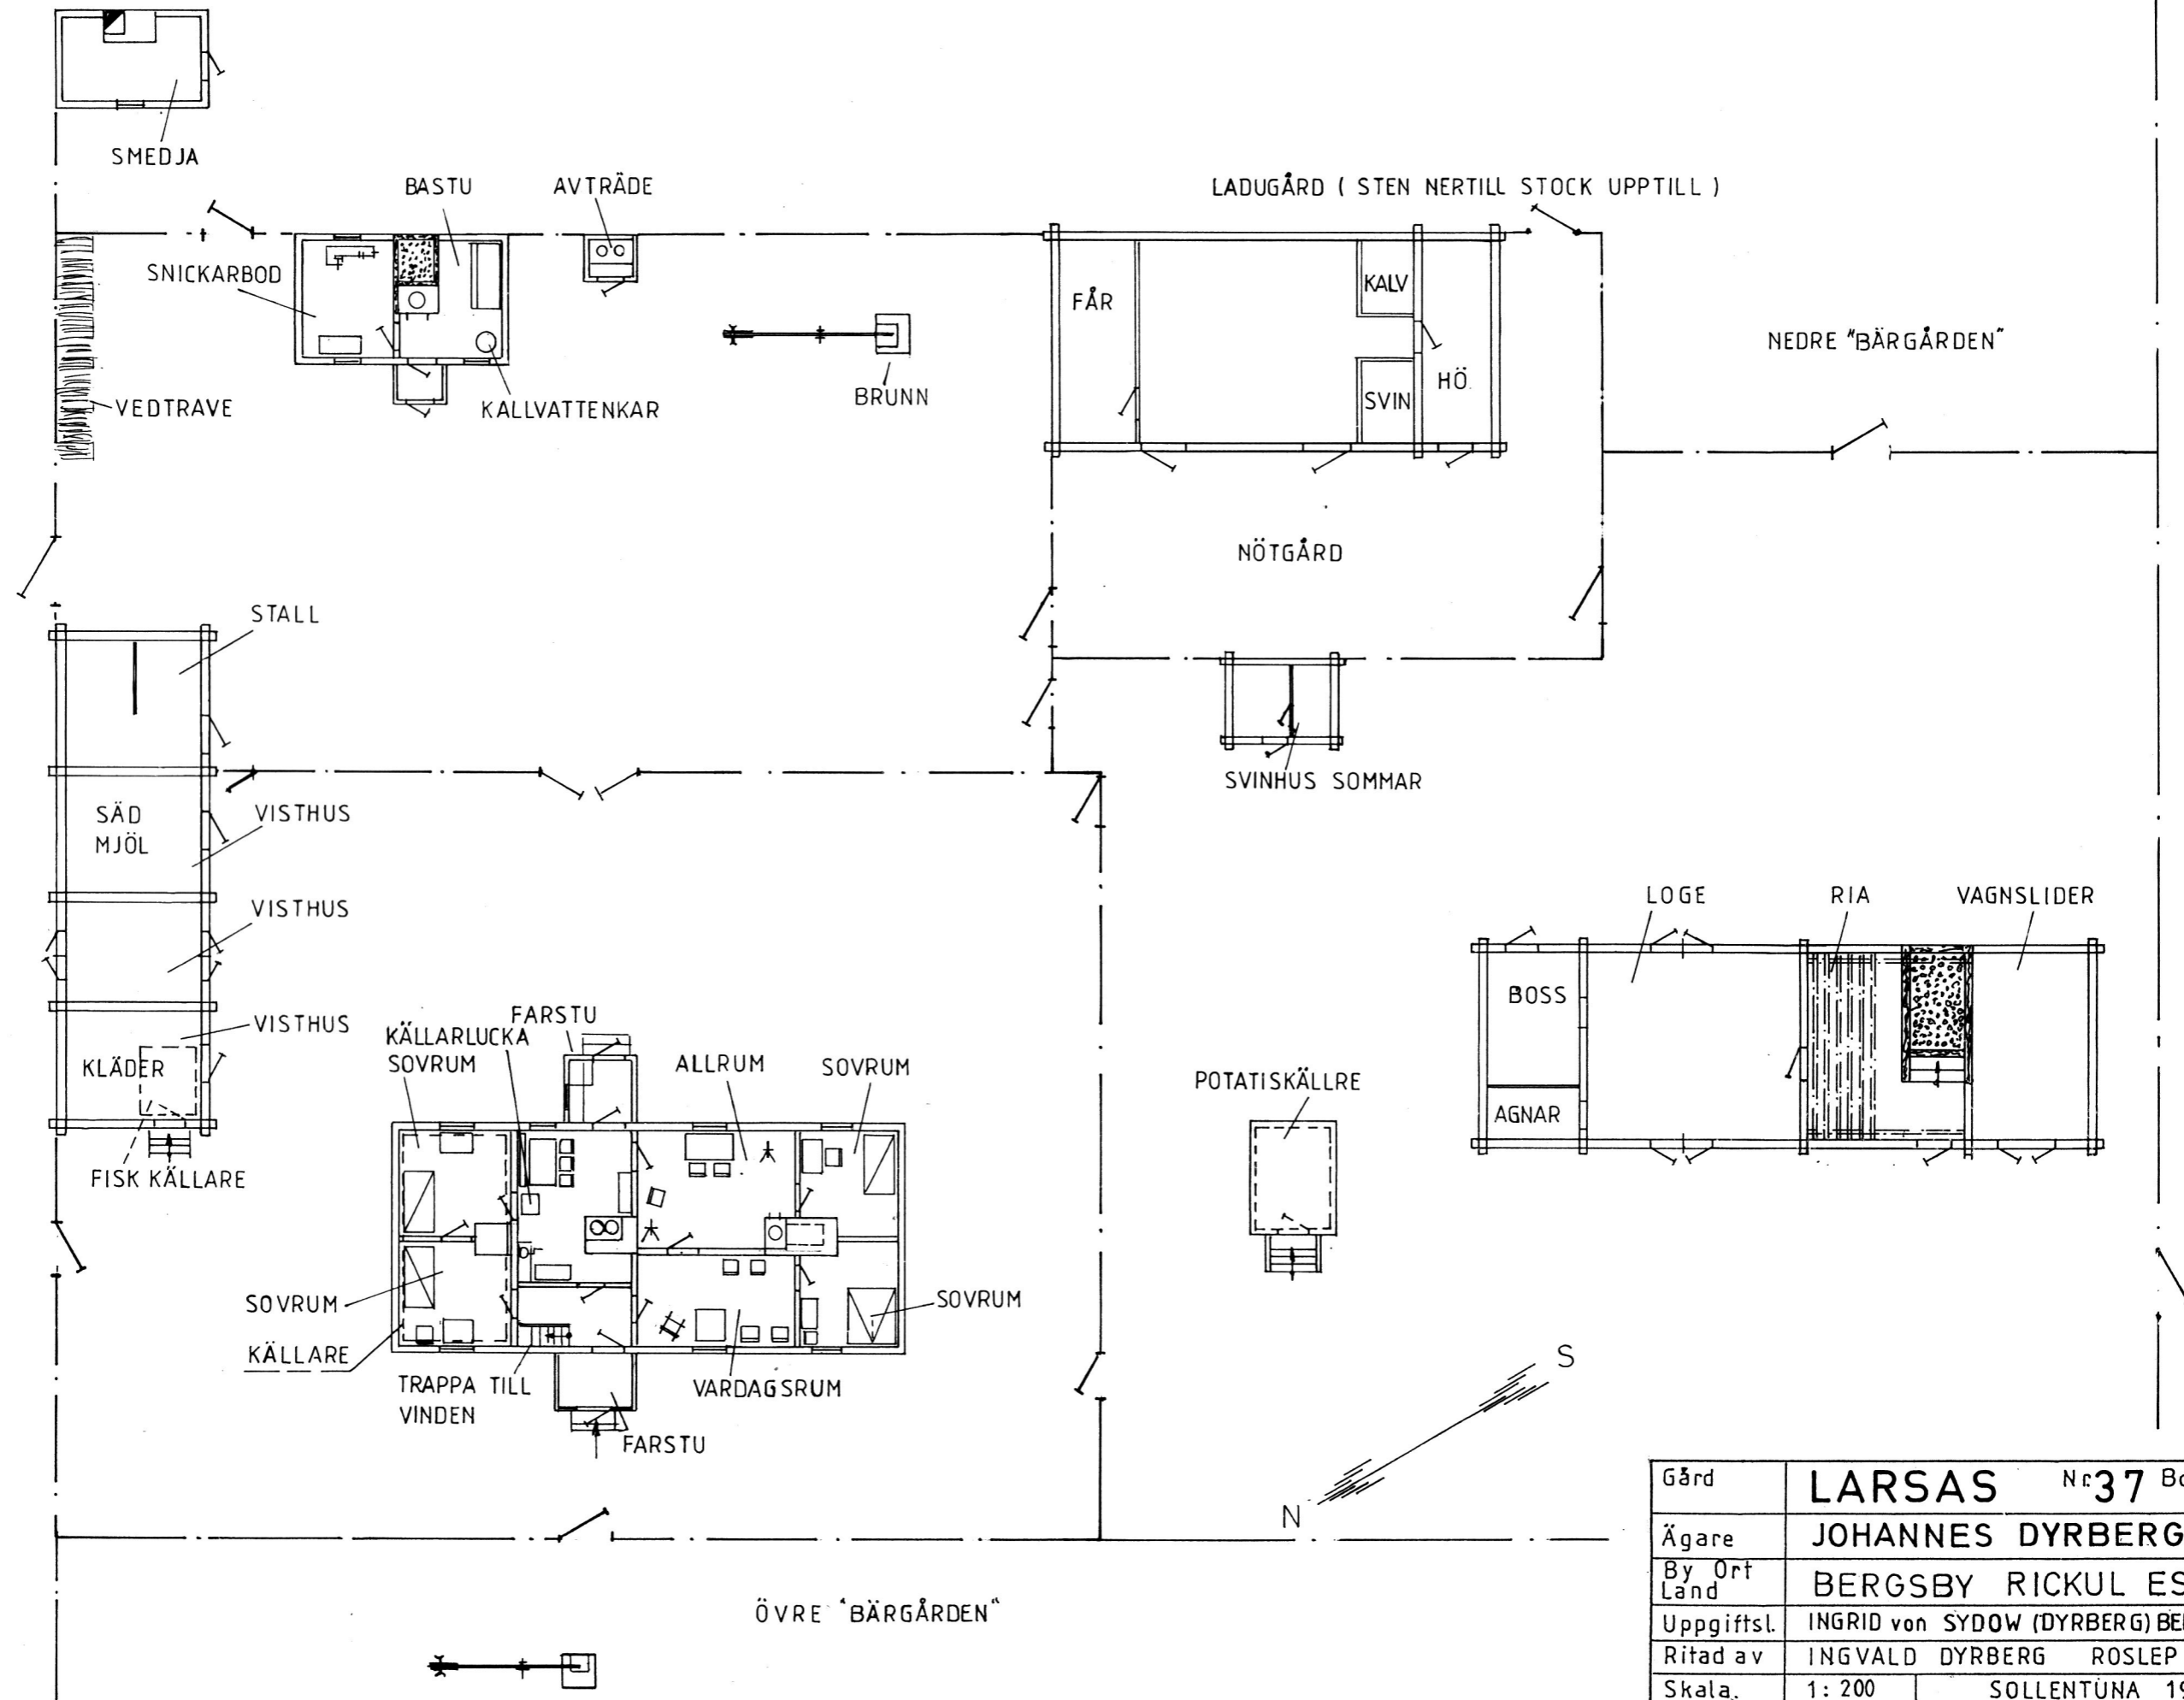 SMEDJA
BASTU
AVTRÄDE
LADUGÅRD ( STEN NERTILL STOCK UPPTILL )
SNICKARBOD
KALV
FÅR
NEDRE "BÄRGÅRDEN"
HÖ
SVIN
BRUNN
VEDTRAVE
KALLVATTENKAR
NÖTGÅRD
STALL
SVINHUS SOMMAR
SÄD
MJÖL
VISTHUS
VISTHUS
LOGE
RIA
VAGNSLIDER
BOSS
FARSTU
VISTHUS
KÄLLARLUCKA
SOVRUM
ALLRUM
SOVRUM
KLÄDER
POTATISKÄLLRE
AGNAR
FISK KÄLLARE
SOVRUM
SOVRUM
KÄLLARE
TRAPPA TILL
VINDEN
VARDAGSRUM
FARSTU
S
N
Gård LARSAS Nr. 37
Ägare JOHANNES DYRBERG
By Ort
Land
BERGSBY RICKUL
Uppgiftsl. INGRID von SYDOW (DYRBERG)
Ritad av INGVALD DYRBERG ROSLEP
Skala. 1: 200 SOLLENTUNA
ÖVRE "BÄRGÅRDEN"